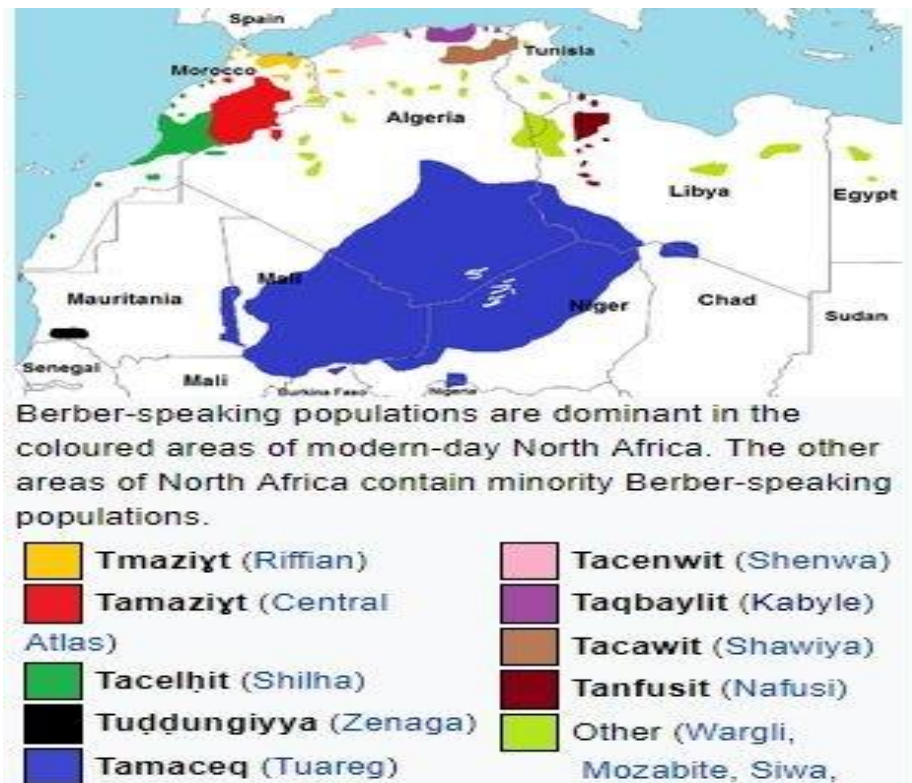 Spain
Tunisia
Morocco
Algeria
Libya
Egypt
Mali
Mauritania
Niger
Chad
Sudan
Senegal
Mali
Burkina Faso
Nigeria
Berber-speaking populations are dominant in the
coloured areas of modern-day North Africa. The other
areas of North Africa contain minority Berber-speaking
populations.
Tmaziɣt (Riffian)
Tamaziɣt (Central
Atlas)
Tacelḥit (Shilha)
Tuḍḍungiyya (Zenaga)
Tamaceq (Tuareg)
Tacenwit (Shenwa)
Taqbaylit (Kabyle)
Tacawit (Shawiya)
Tanfusit (Nafusi)
Other (Wargli,
Mozabite, Siwa,